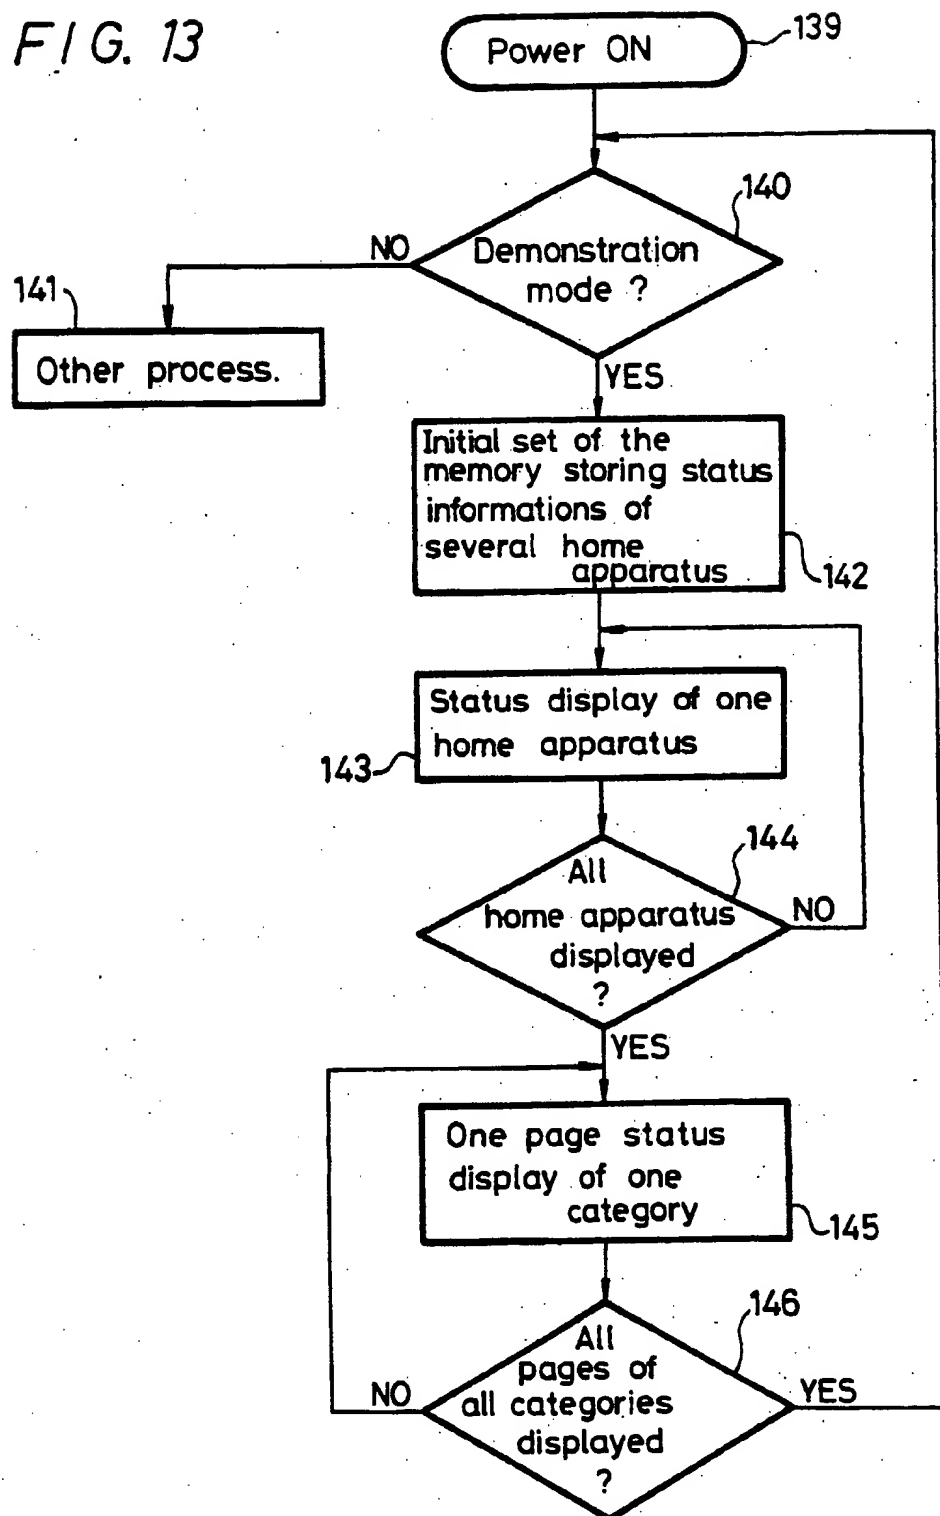 FIG. 13
Power ON
139
140
Demonstration
mode ?
NO
141
Other process.
YES
Initial set of the
memory storing status
informations of
several home
apparatus
142
Status display of one
home apparatus
143
144
All
home apparatus
displayed
?
NO
YES
One page status
display of one
category
145
146
All
pages of
all categories
displayed
?
NO
YES